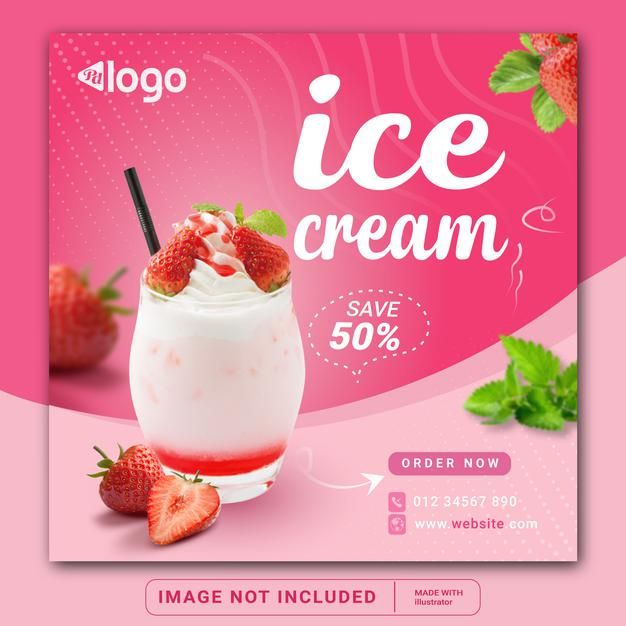 Pd logo
ice
cream
SAVE
50%
ORDER NOW
012 34567 890
www website com
IMAGE NOT INCLUDED
MADE WITH
illustrator